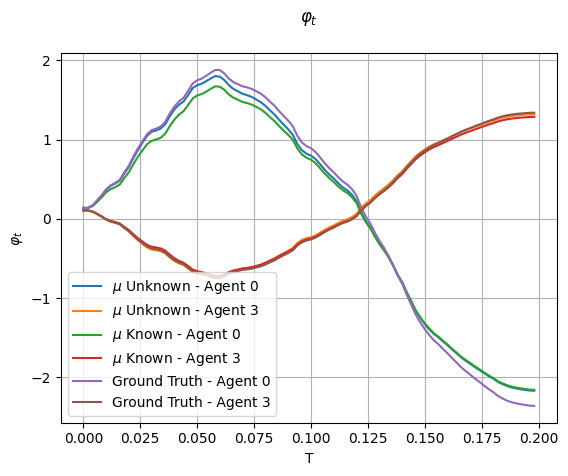 φₜ
2
1
0
−1
−2
φₜ
μ Unknown - Agent 0
μ Unknown - Agent 3
μ Known - Agent 0
μ Known - Agent 3
Ground Truth - Agent 0
Ground Truth - Agent 3
0.000 0.025 0.050 0.075 0.100 0.125 0.150 0.175 0.200
T